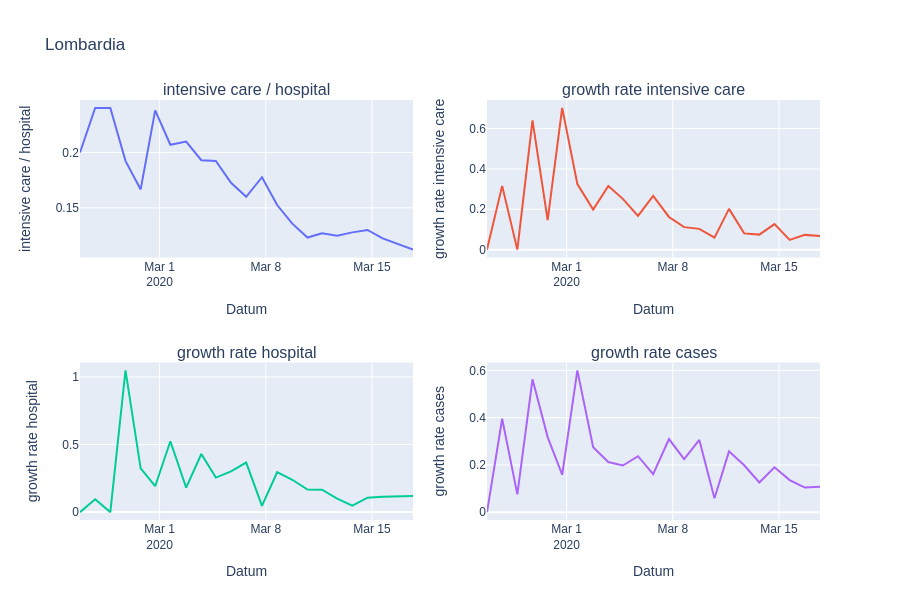 Lombardia
intensive care / hospital
growth rate intensive care
intensive care / hospital
0.2
0.15
Mar 1
2020
Mar 8
Mar 15
Datum
growth rate intensive care
0.6
0.4
0.2
0
Mar 1
2020
Mar 8
Mar 15
Datum
growth rate hospital
growth rate cases
growth rate hospital
1
0.5
0
Mar 1
2020
Mar 8
Mar 15
Datum
growth rate cases
0.6
0.4
0.2
0
Mar 1
2020
Mar 8
Mar 15
Datum